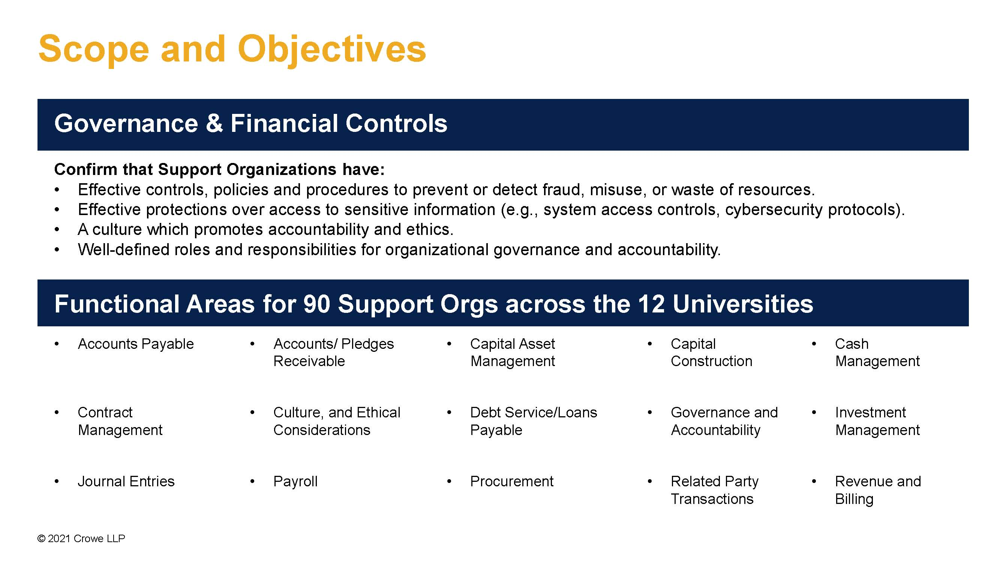 Scope and Objectives
Governance & Financial Controls
Confirm that Support Organizations have:
• Effective controls, policies and procedures to prevent or detect fraud, misuse, or waste of resources.
• Effective protections over access to sensitive information (e.g., system access controls, cybersecurity protocols).
• A culture which promotes accountability and ethics.
• Well-defined roles and responsibilities for organizational governance and accountability.
Functional Areas for 90 Support Orgs across the 12 Universities
• Accounts Payable
• Accounts/ Pledges
Receivable
• Capital Asset
Management
• Capital
Construction
• Cash
Management
• Contract
Management
• Culture, and Ethical
Considerations
• Debt Service/Loans
Payable
• Governance and
Accountability
• Investment
Management
• Journal Entries
• Payroll
• Procurement
• Related Party
Transactions
• Revenue and
Billing
© 2021 Crowe LLP